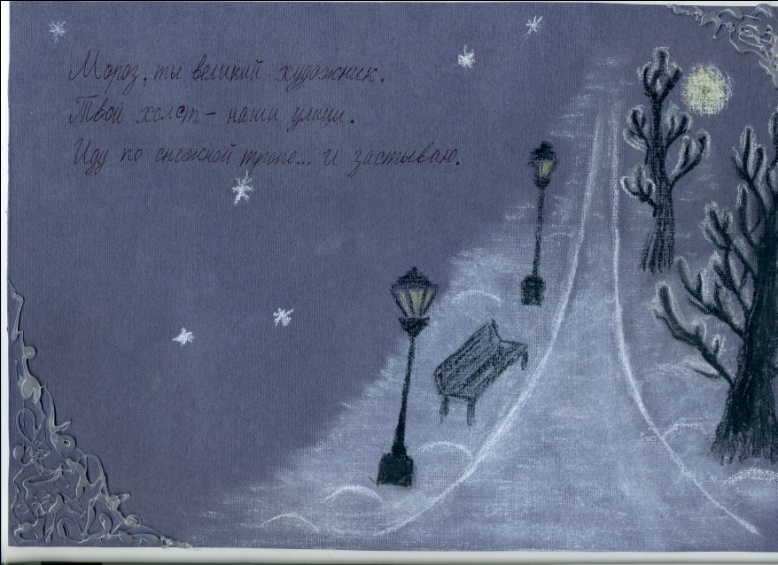 Мороз, ты великий художник.
Твой холст – наши улицы.
Иду по снежной тропе... и застываю.